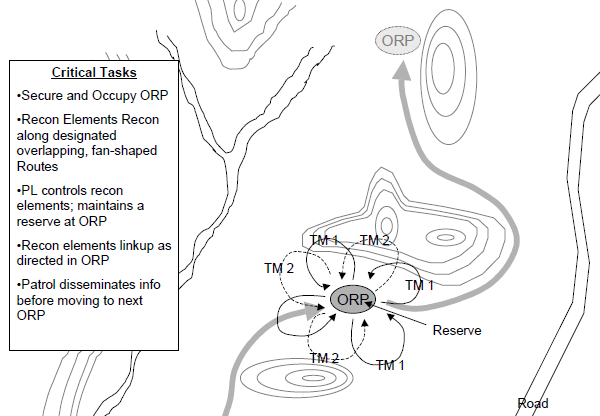 Critical Tasks
•Secure and Occupy ORP
•Recon Elements Recon
along designated
overlapping, fan-shaped
Routes
•PL controls recon
elements; maintains a
reserve at ORP
•Recon elements linkup as
directed in ORP
•Patrol disseminates info
before moving to next
ORP
ORP
TM 1
TM 2
TM 2
TM 1
ORP
Reserve
TM 2
TM 1
Road